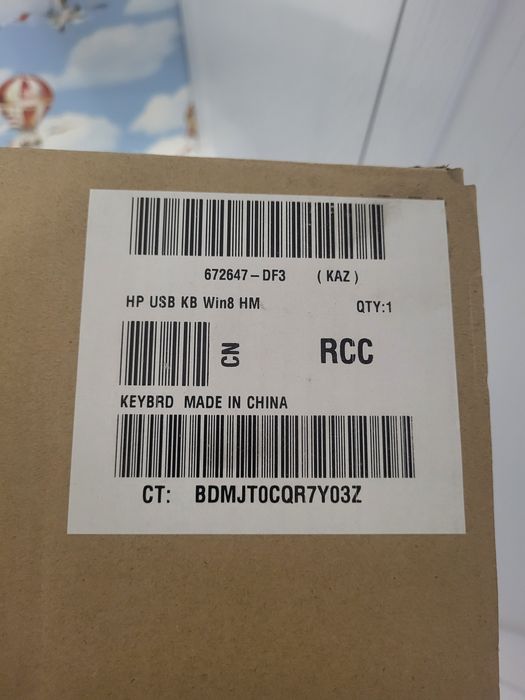 672647-DF3 (KAZ)
HP USB KB Win8 HM QTY:1
CN RCC
KEYBRD MADE IN CHINA
CT: BDMJT0CQR7Y03Z